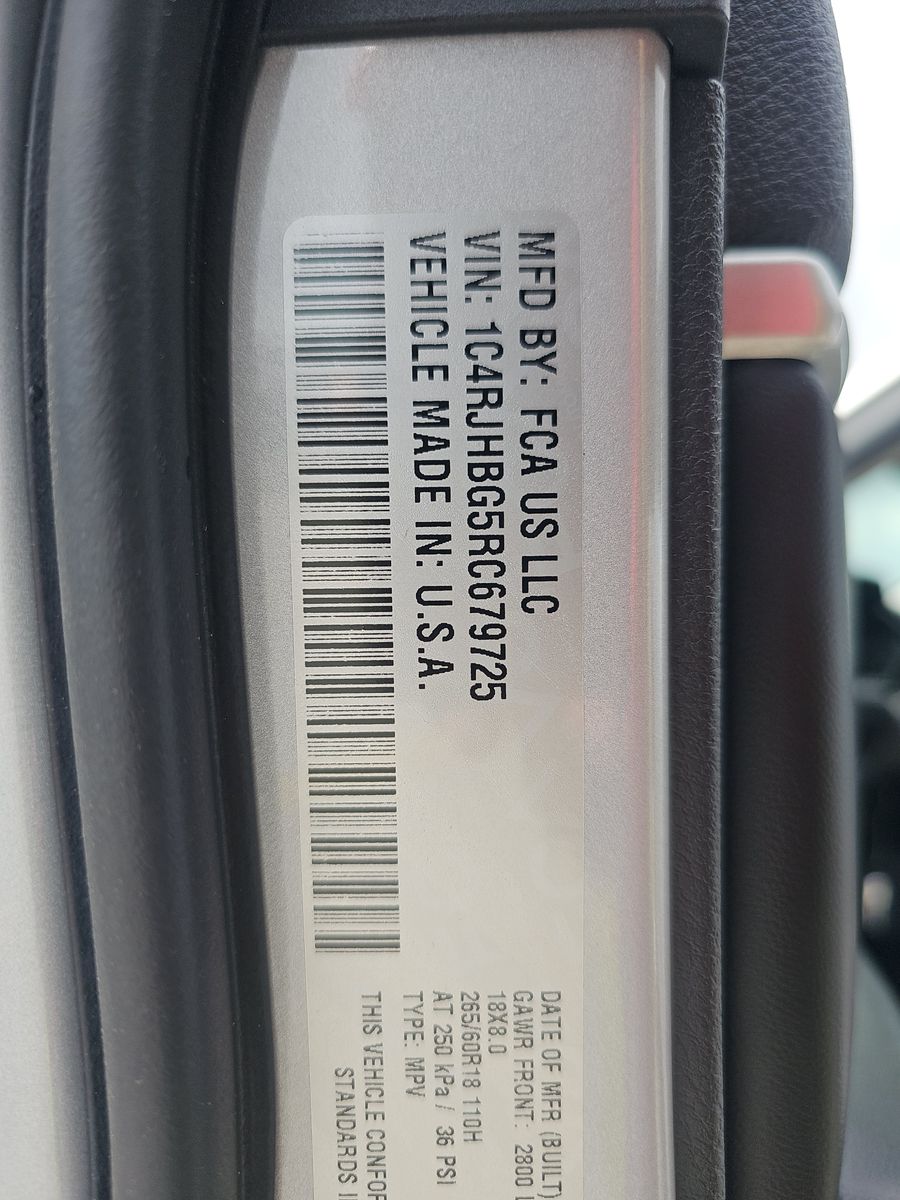 MFD BY: FCA US LLC
VIN: 1C4RJHBG5RC679725
VEHICLE MADE IN: U.S.A.
DATE OF MFR (BUILT)
GAWR FRONT: 2800
18X8.0
265/60R18 110H
AT 250 kPa / 36 PSI
TYPE: MPV
THIS VEHICLE CONFOR
STANDARDS I